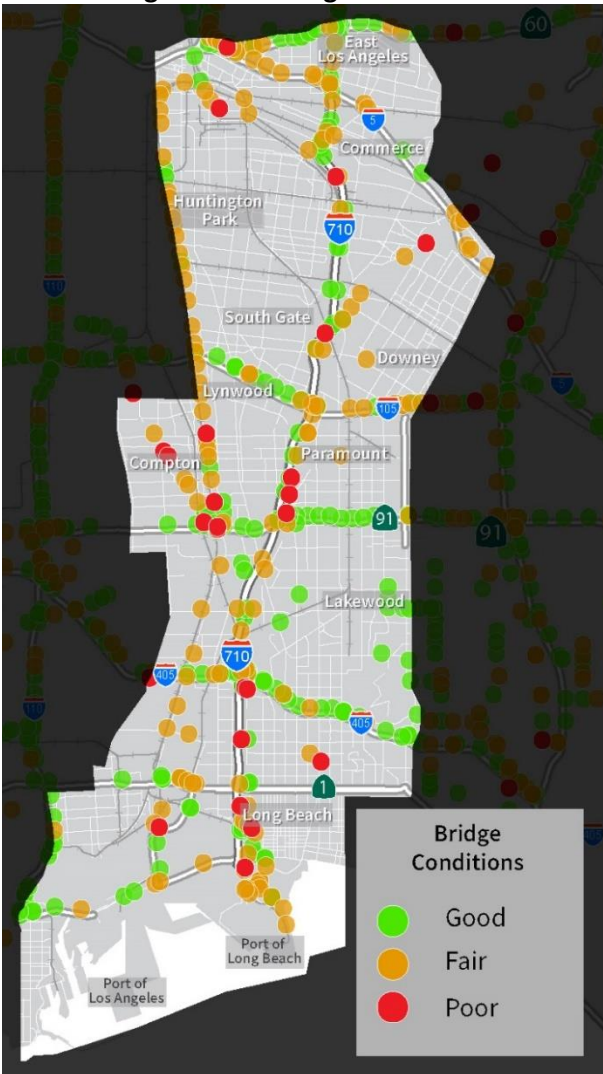 60
East
Los Angeles
5
Commerce
Huntington
Park
710
110
South Gate
Downey
5
Lynwood
105
Compton
Paramount
91
91
Lakewood
710
405
110
405
1
Long Beach
605
Bridge
Conditions
Good
Fair
Poor
Port of
Long Beach
Port of
Los Angeles